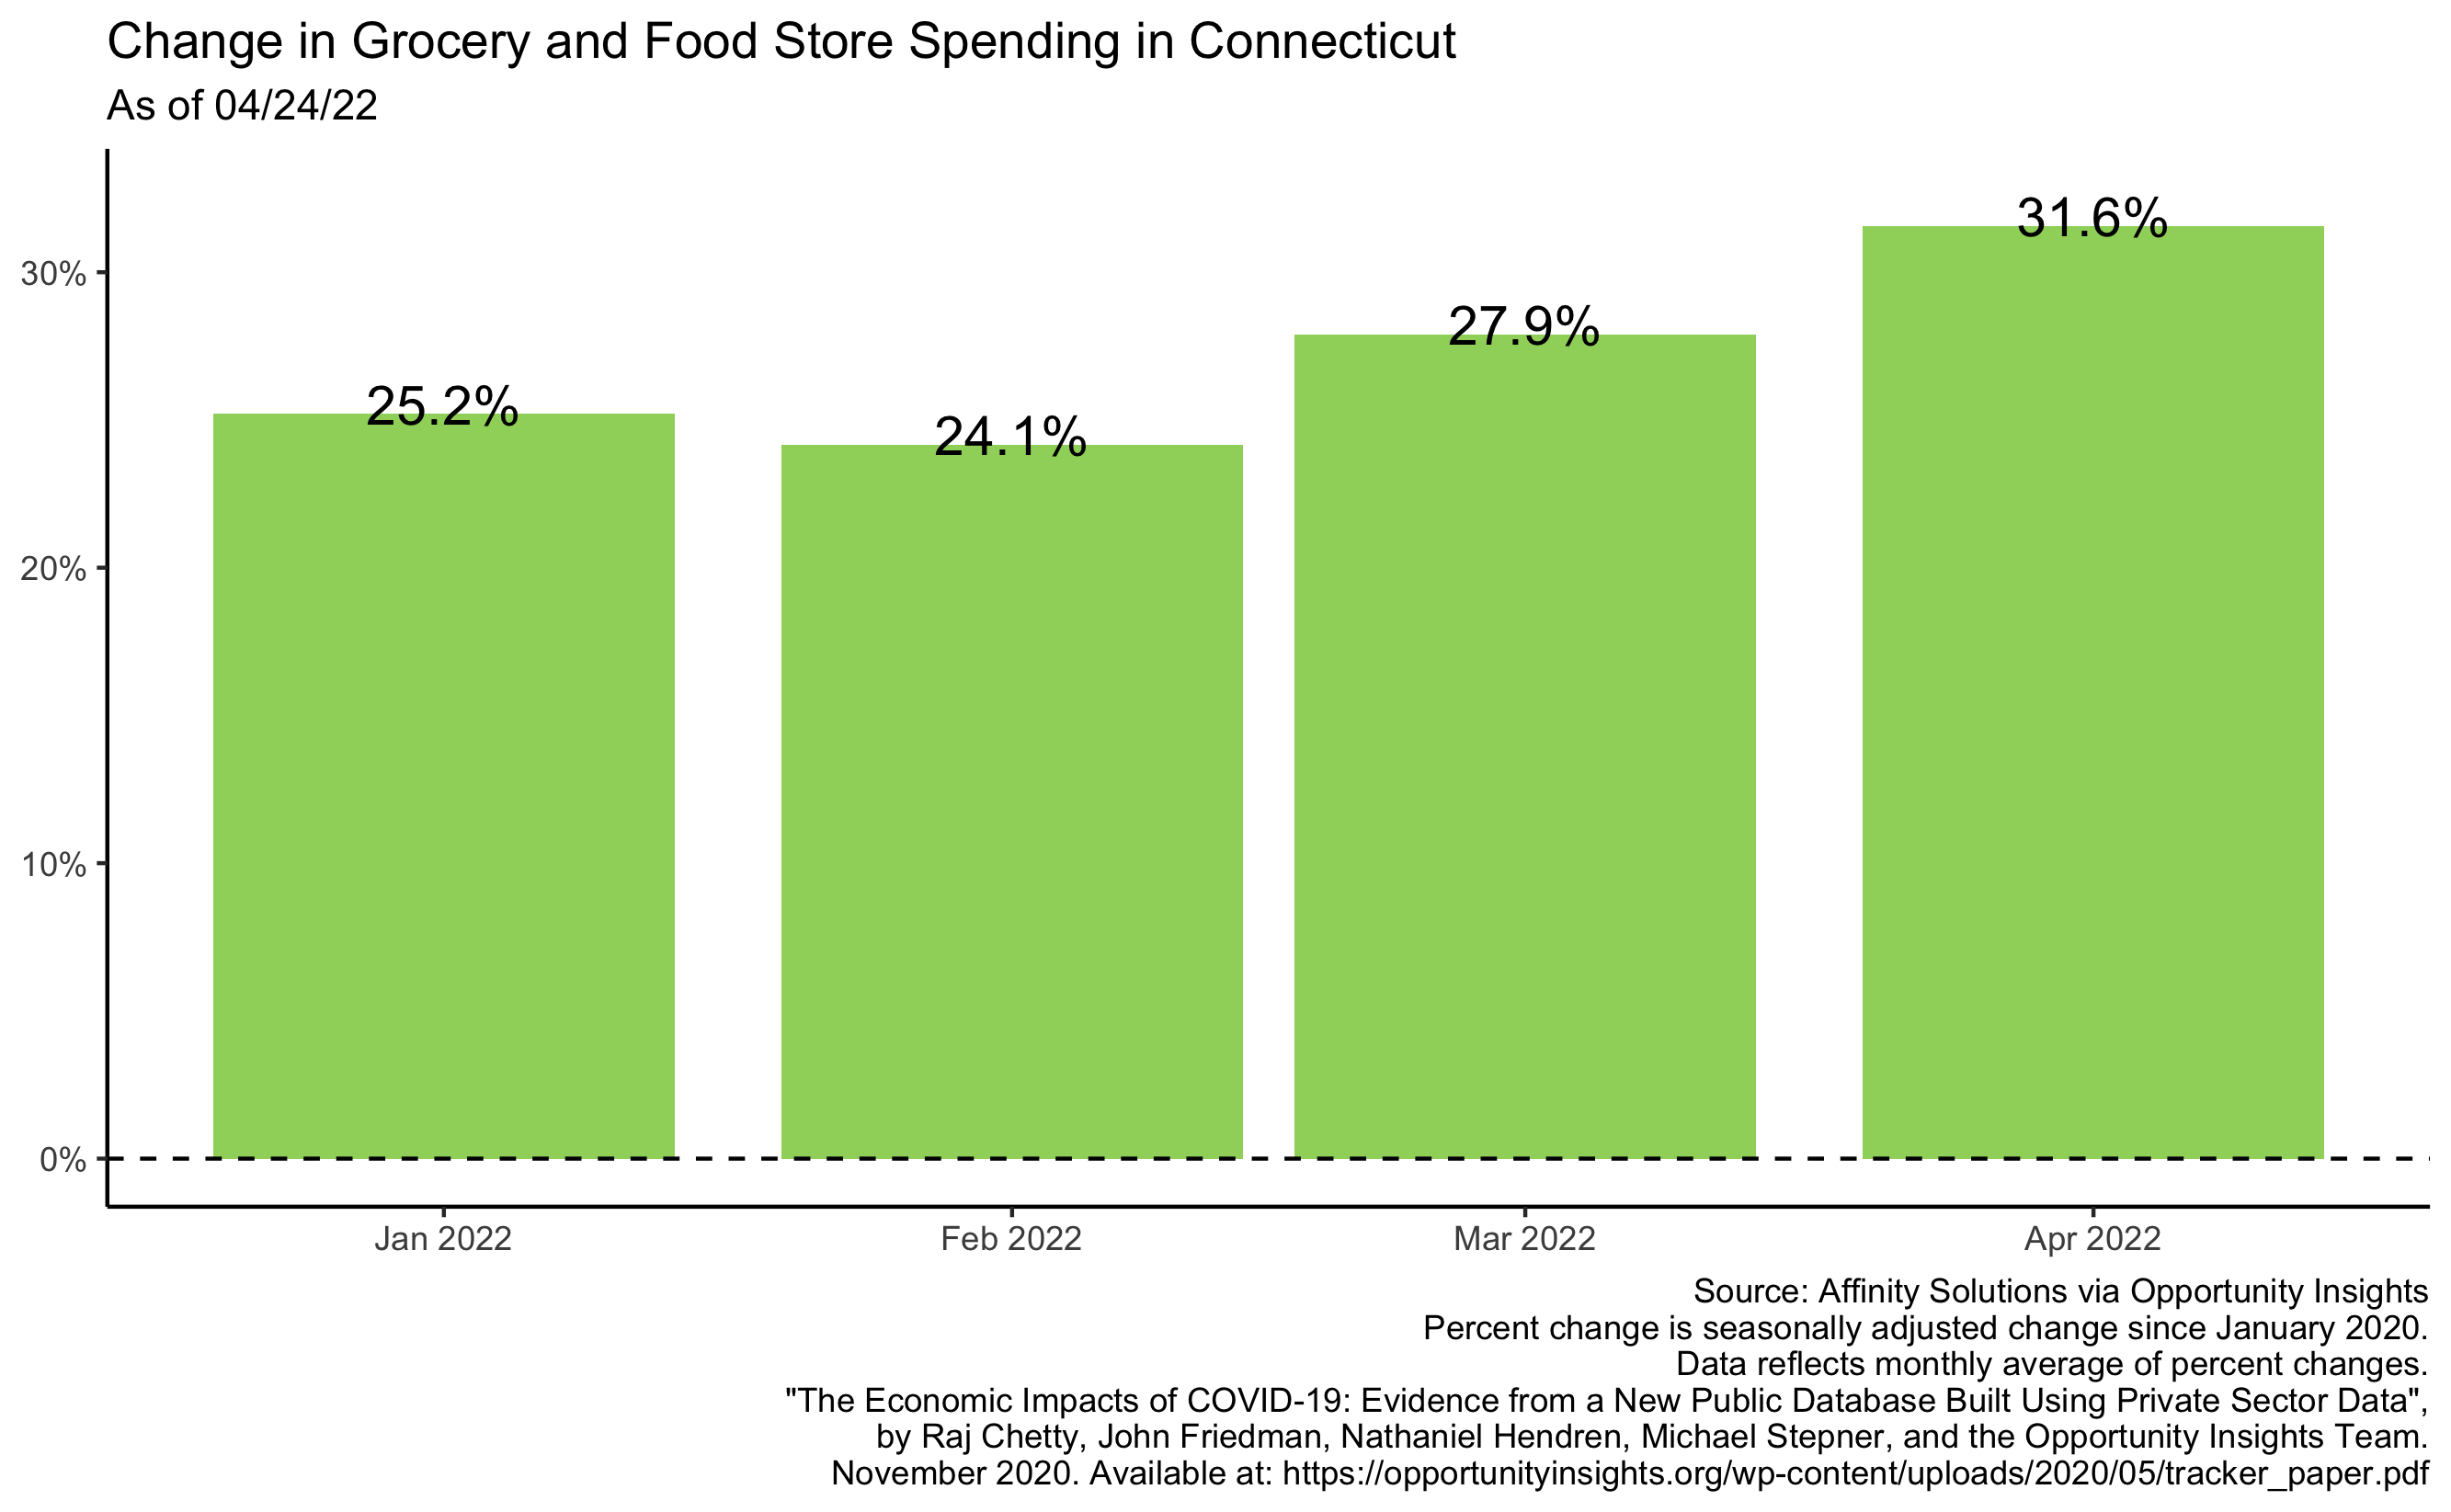 Change in Grocery and Food Store Spending in Connecticut
As of 04/24/22
31.6%
30%
27.9%
25.2%
24.1%
20%
10%
0%
Jan 2022 Feb 2022 Mar 2022 Apr 2022
Source: Affinity Solutions via Opportunity Insights
Percent change is seasonally adjusted change since January 2020.
Data reflects monthly average of percent changes.
"The Economic Impacts of COVID-19: Evidence from a New Public Database Built Using Private Sector Data",
by Raj Chetty, John Friedman, Nathaniel Hendren, Michael Stepner, and the Opportunity Insights Team.
November 2020. Available at: https://opportunityinsights.org/wp-content/uploads/2020/05/tracker_paper.pdf